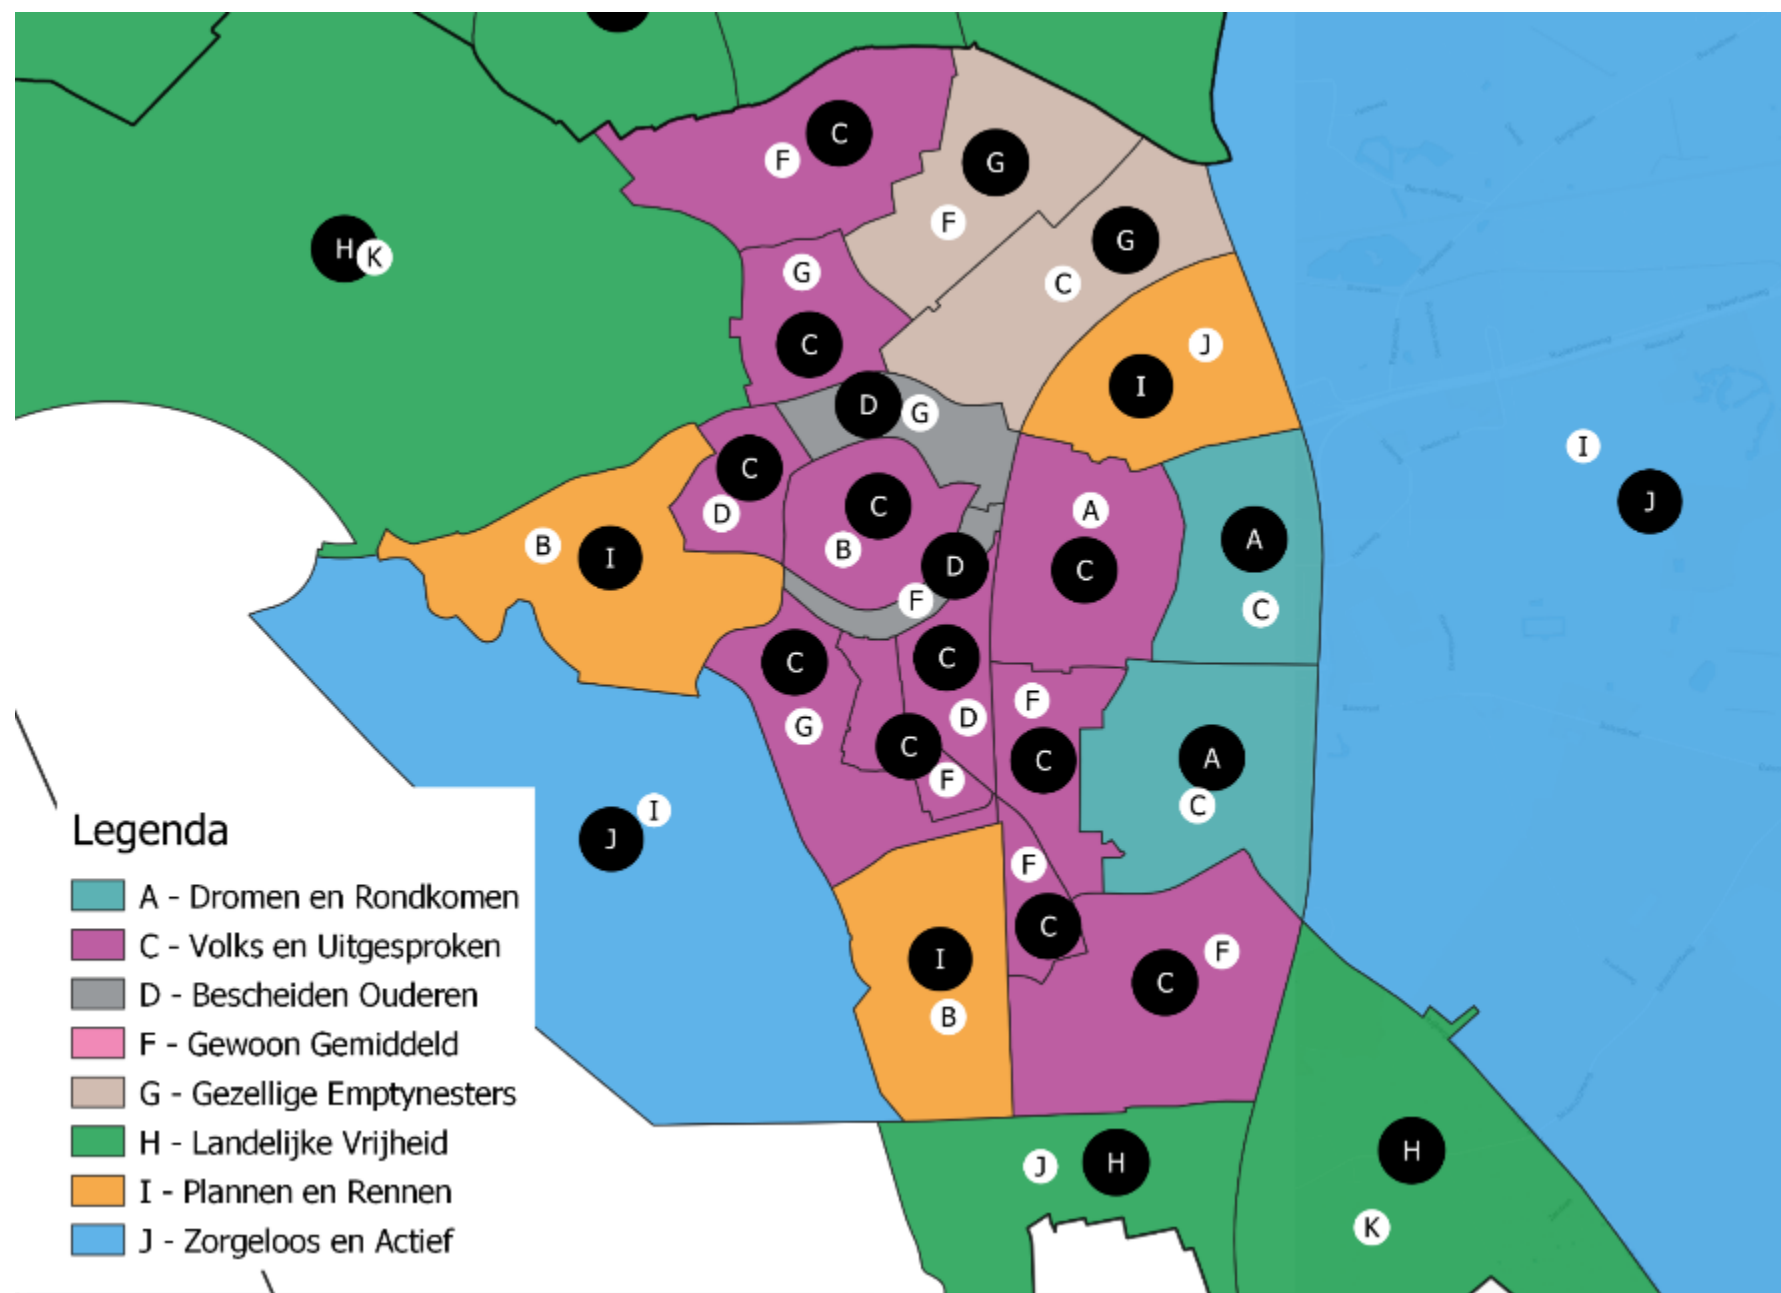 C
F
G
G
F
H
K
G
C
C
J
I
D
G
I
J
C
D
C
B
A
C
A
C
B
I
D
F
C
G
C
D
C
F
F
C
A
C
J
I
F
C
C
F
I
B
J
H
H
K
Legenda
A - Dromen en Rondkomen
C - Volks en Uitgesproken
D - Bescheiden Ouderen
F - Gewoon Gemiddeld
G - Gezellige Emptynesters
H - Landelijke Vrijheid
I - Plannen en Rennen
J - Zorgeloos en Actief